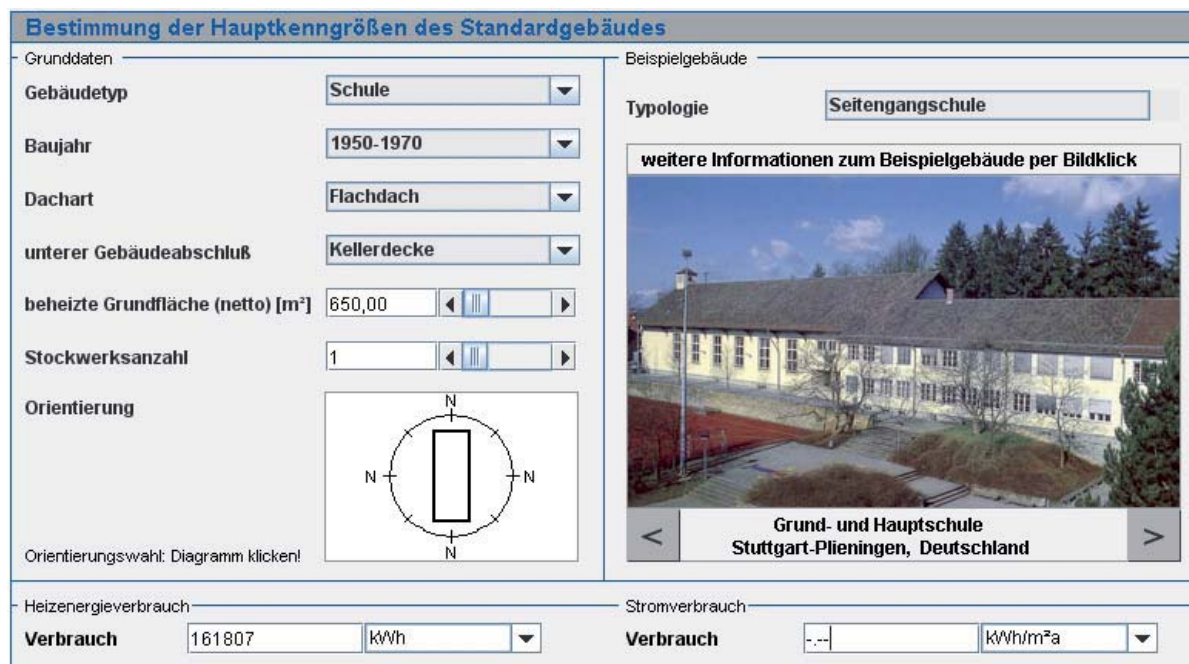 Bestimmung der Hauptkenngrößen des Standardgebäudes
Grunddaten
Gebäudetyp Schule
Baujahr 1950-1970
Dachart Flachdach
unterer Gebäudeabschluß Kellerdecke
beheizte Grundfläche (netto) [m²] 650,00
Stockwerksanzahl 1
Orientierung
N
N N
N
Orientierungswahl: Diagramm klicken!
Beispielgebäude
Typologie Seitengangschule
weitere Informationen zum Beispielgebäude per Bildklick
< >
Grund- und Hauptschule
Stuttgart-Plieningen, Deutschland
Heizenergieverbrauch
Verbrauch 161807 kWh
Stromverbrauch
Verbrauch -.-- kWh/m²a